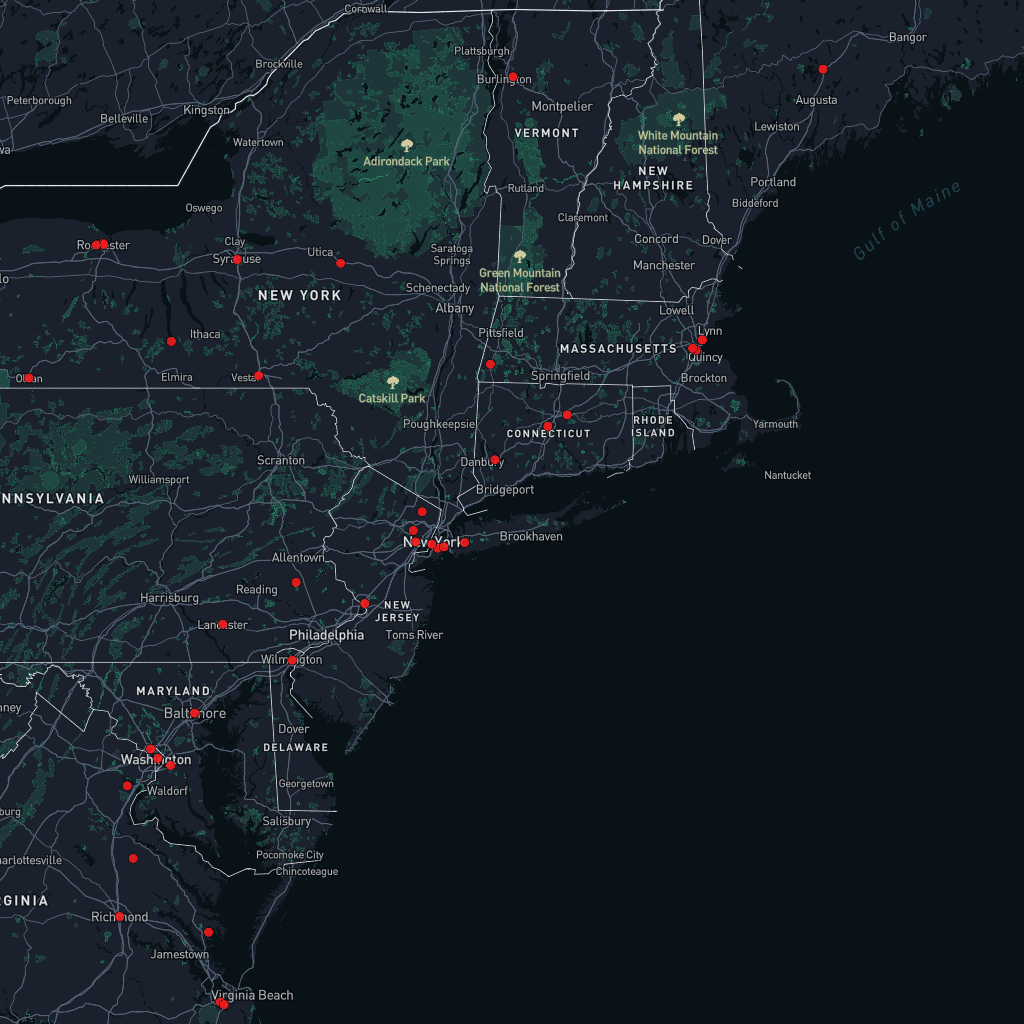 Cornwall
Bangor
Plattsburgh
Brockville
Burlington
Peterborough
Augusta
Kingston
Montpelier
Belleville
Lewiston
VERMONT
White Mountain
National Forest
Watertown
Adirondack Park
NEW
HAMPSHIRE
Portland
Rutland
Biddeford
Oswego
Claremont
Gulf of Maine
Clay
Concord
Dover
Rochester
Utica
Saratoga
Springs
Syracuse
Manchester
Green Mountain
National Forest
Schenectady
NEW YORK
Albany
Lowell
Ithaca
Pittsfield
Lynn
MASSACHUSETTS
Quincy
Olean
Elmira
Vestal
Springfield
Brockton
Catskill Park
Poughkeepsie
CONNECTICUT
RHODE
ISLAND
Yarmouth
Scranton
Danbury
Nantucket
Williamsport
Bridgeport
NNSYLVANIA
New York
Brookhaven
Allentown
Reading
Harrisburg
NEW
JERSEY
Lancaster
Philadelphia
Toms River
Wilmington
MARYLAND
Baltimore
Dover
DELAWARE
Washington
Waldorf
Georgetown
Salisbury
Pocomoke City
arlottesville
Chincoteague
RGINIA
Richmond
Jamestown
Virginia Beach